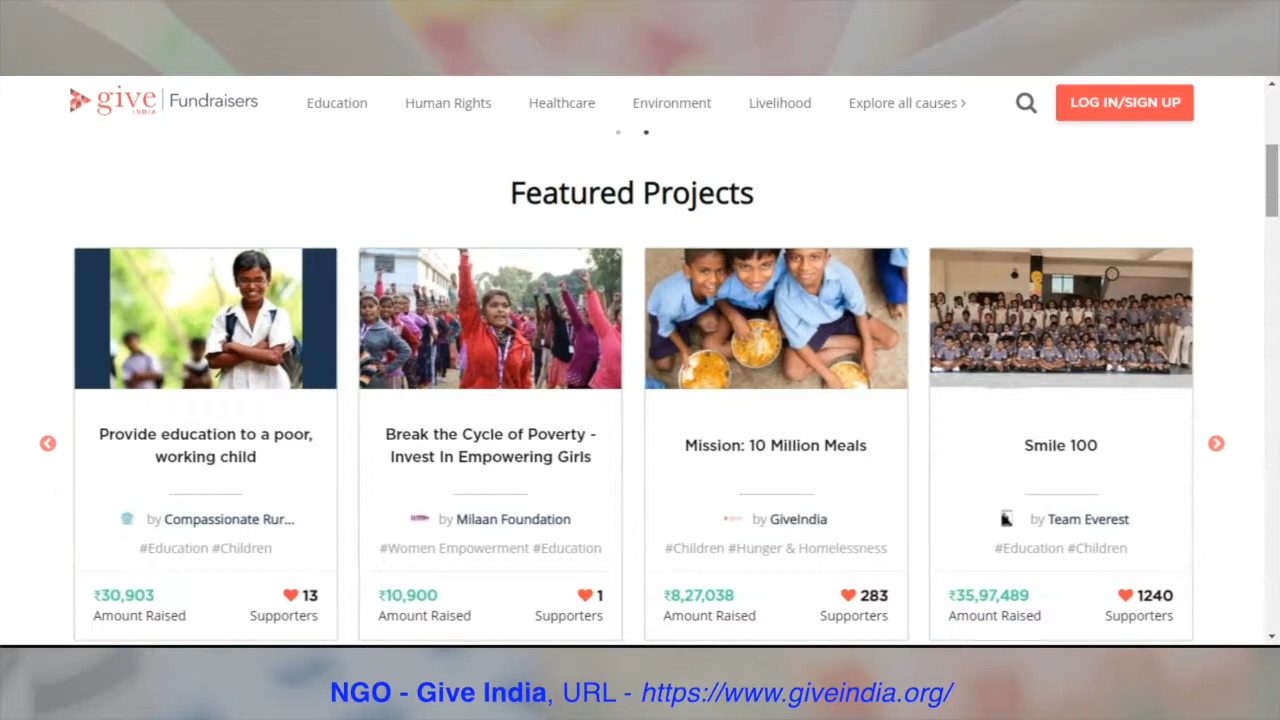 give INDIA | Fundraisers Education Human Rights Healthcare Environment Livelihood Explore all causes › LOG IN/SIGN UP
Featured Projects
Provide education to a poor,
working child
by Compassionate Rur...
#Education #Children
₹30,903 13
Amount Raised Supporters
Break the Cycle of Poverty -
Invest In Empowering Girls
by Milaan Foundation
#Women Empowerment #Education
₹10,900 1
Amount Raised Supporters
Mission: 10 Million Meals
by GiveIndia
#Children #Hunger & Homelessness
₹8,27,038 283
Amount Raised Supporters
Smile 100
by Team Everest
#Education #Children
₹35,97,489 1240
Amount Raised Supporters
NGO - Give India, URL - https://www.giveindia.org/